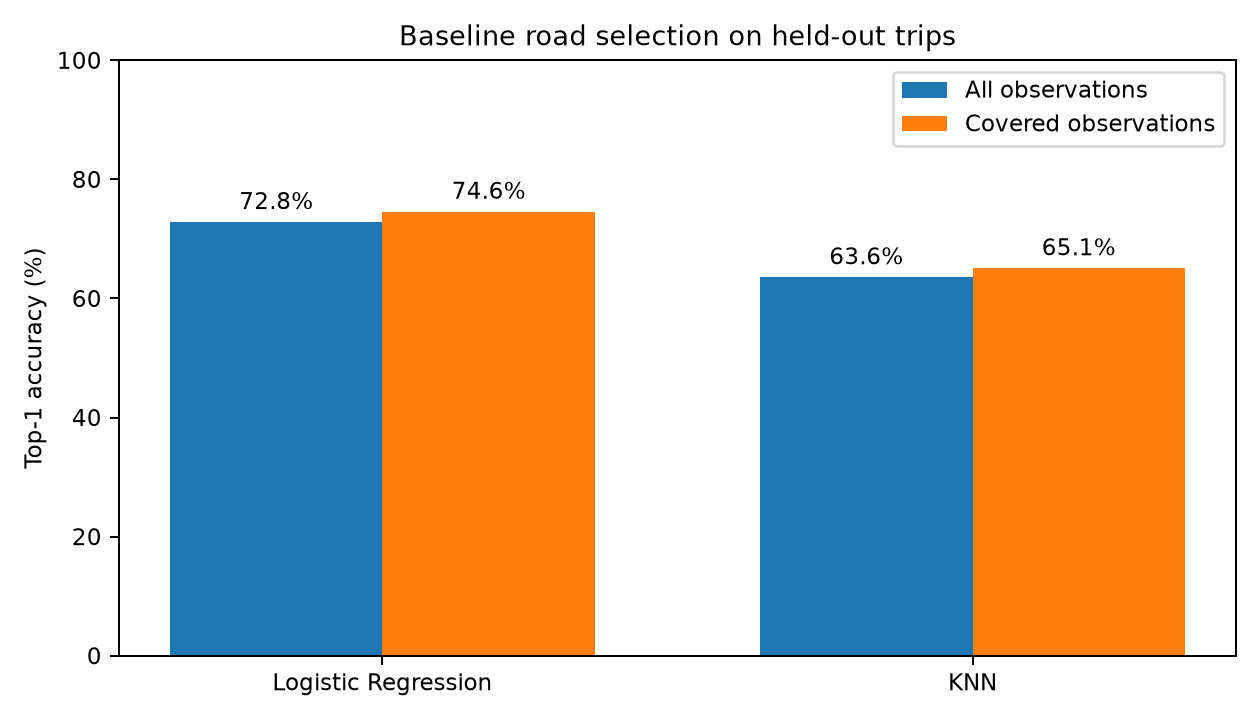 Baseline road selection on held-out trips
All observations
Covered observations
Top-1 accuracy (%)
100
80
60
40
20
0
72.8%
74.6%
63.6%
65.1%
Logistic Regression
KNN